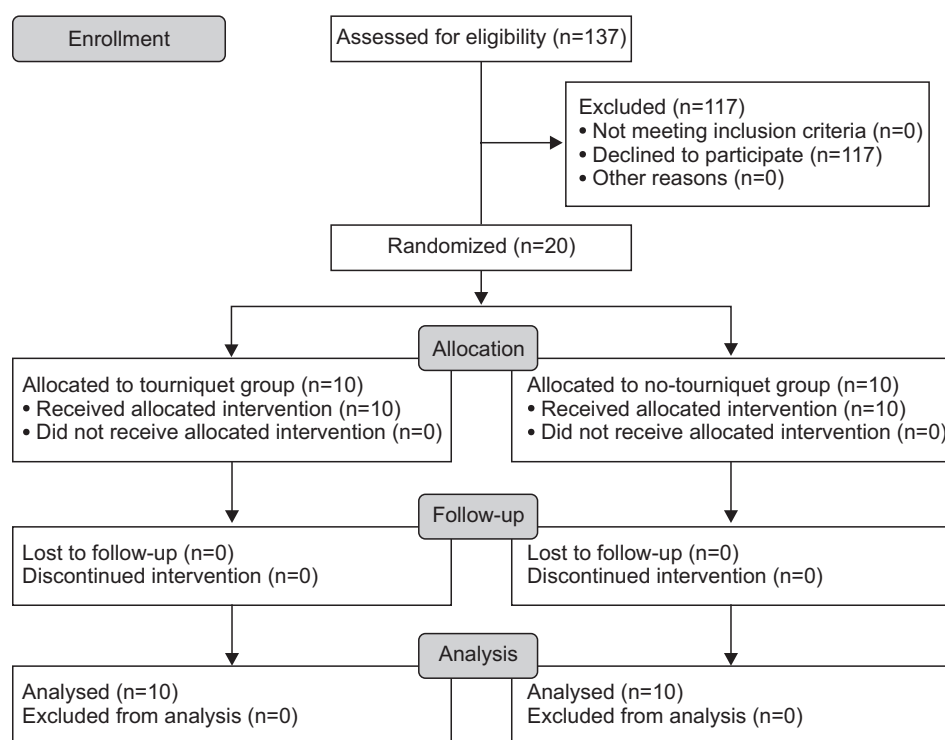 Enrollment
Assessed for eligibility (n=137)
Excluded (n=117)
• Not meeting inclusion criteria (n=0)
• Declined to participate (n=117)
• Other reasons (n=0)
Randomized (n=20)
Allocation
Allocated to tourniquet group (n=10)
• Received allocated intervention (n=10)
• Did not receive allocated intervention (n=0)
Allocated to no-tourniquet group (n=10)
• Received allocated intervention (n=10)
• Did not receive allocated intervention (n=0)
Follow-up
Lost to follow-up (n=0)
Discontinued intervention (n=0)
Lost to follow-up (n=0)
Discontinued intervention (n=0)
Analysis
Analysed (n=10)
Excluded from analysis (n=0)
Analysed (n=10)
Excluded from analysis (n=0)